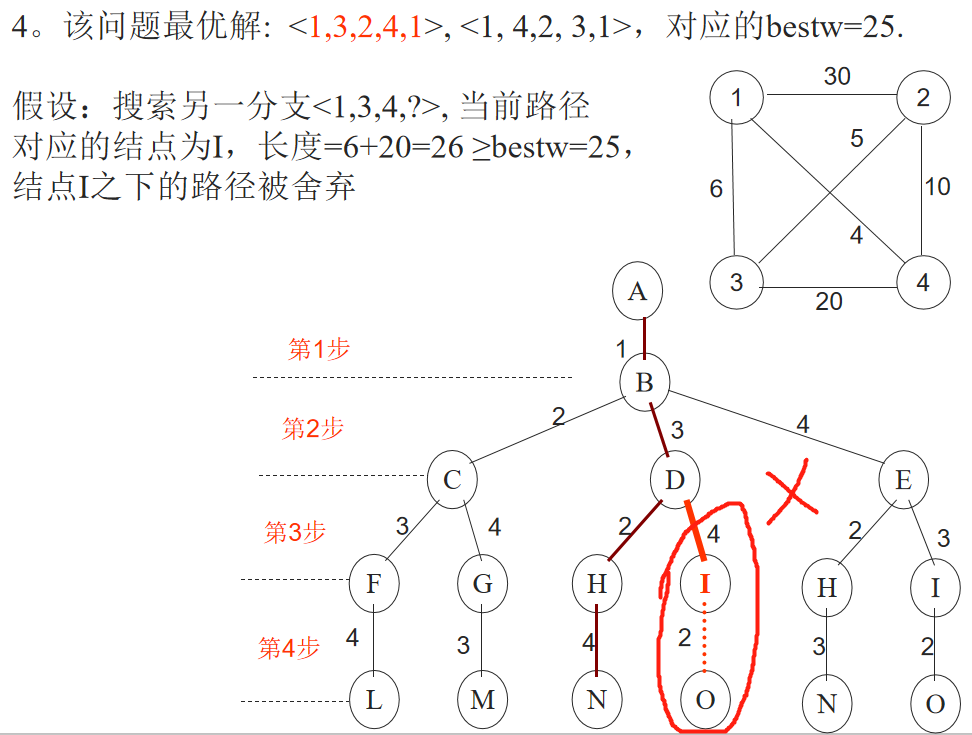 4。该问题最优解: <1,3,2,4,1>, <1, 4,2, 3,1>，对应的bestw=25.
假设：搜索另一分支<1,3,4,?>, 当前路径
对应的结点为I，长度=6+20=26 ≥bestw=25，
结点I之下的路径被舍弃
1 30 2
5
6 10
4
3 20 4
A
第1步 1
B
第2步 2 3 4
C D E
第3步 3 4 2 4 2 3
F G H I H I
第4步 4 3 4 2 3 2
L M N O N O